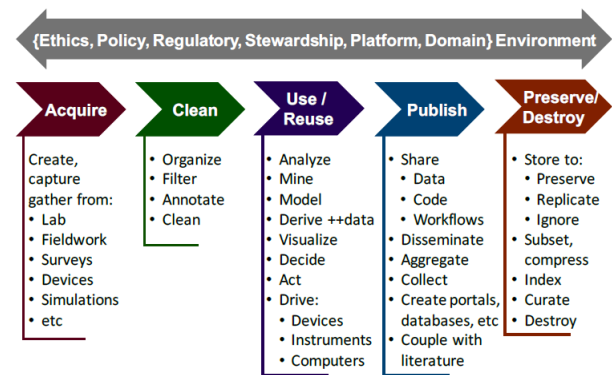 {Ethics, Policy, Regulatory, Stewardship, Platform, Domain} Environment
Acquire
Create,
capture
gather from:
• Lab
• Fieldwork
• Surveys
• Devices
• Simulations
• etc
Clean
• Organize
• Filter
• Annotate
• Clean
Use /
Reuse
• Analyze
• Mine
• Model
• Derive ++data
• Visualize
• Decide
• Act
• Drive:
• Devices
• Instruments
• Computers
Publish
• Share
• Data
• Code
• Workflows
• Disseminate
• Aggregate
• Collect
• Create portals,
databases, etc
• Couple with
literature
Preserve/
Destroy
• Store to:
• Preserve
• Replicate
• Ignore
• Subset,
compress
• Index
• Curate
• Destroy